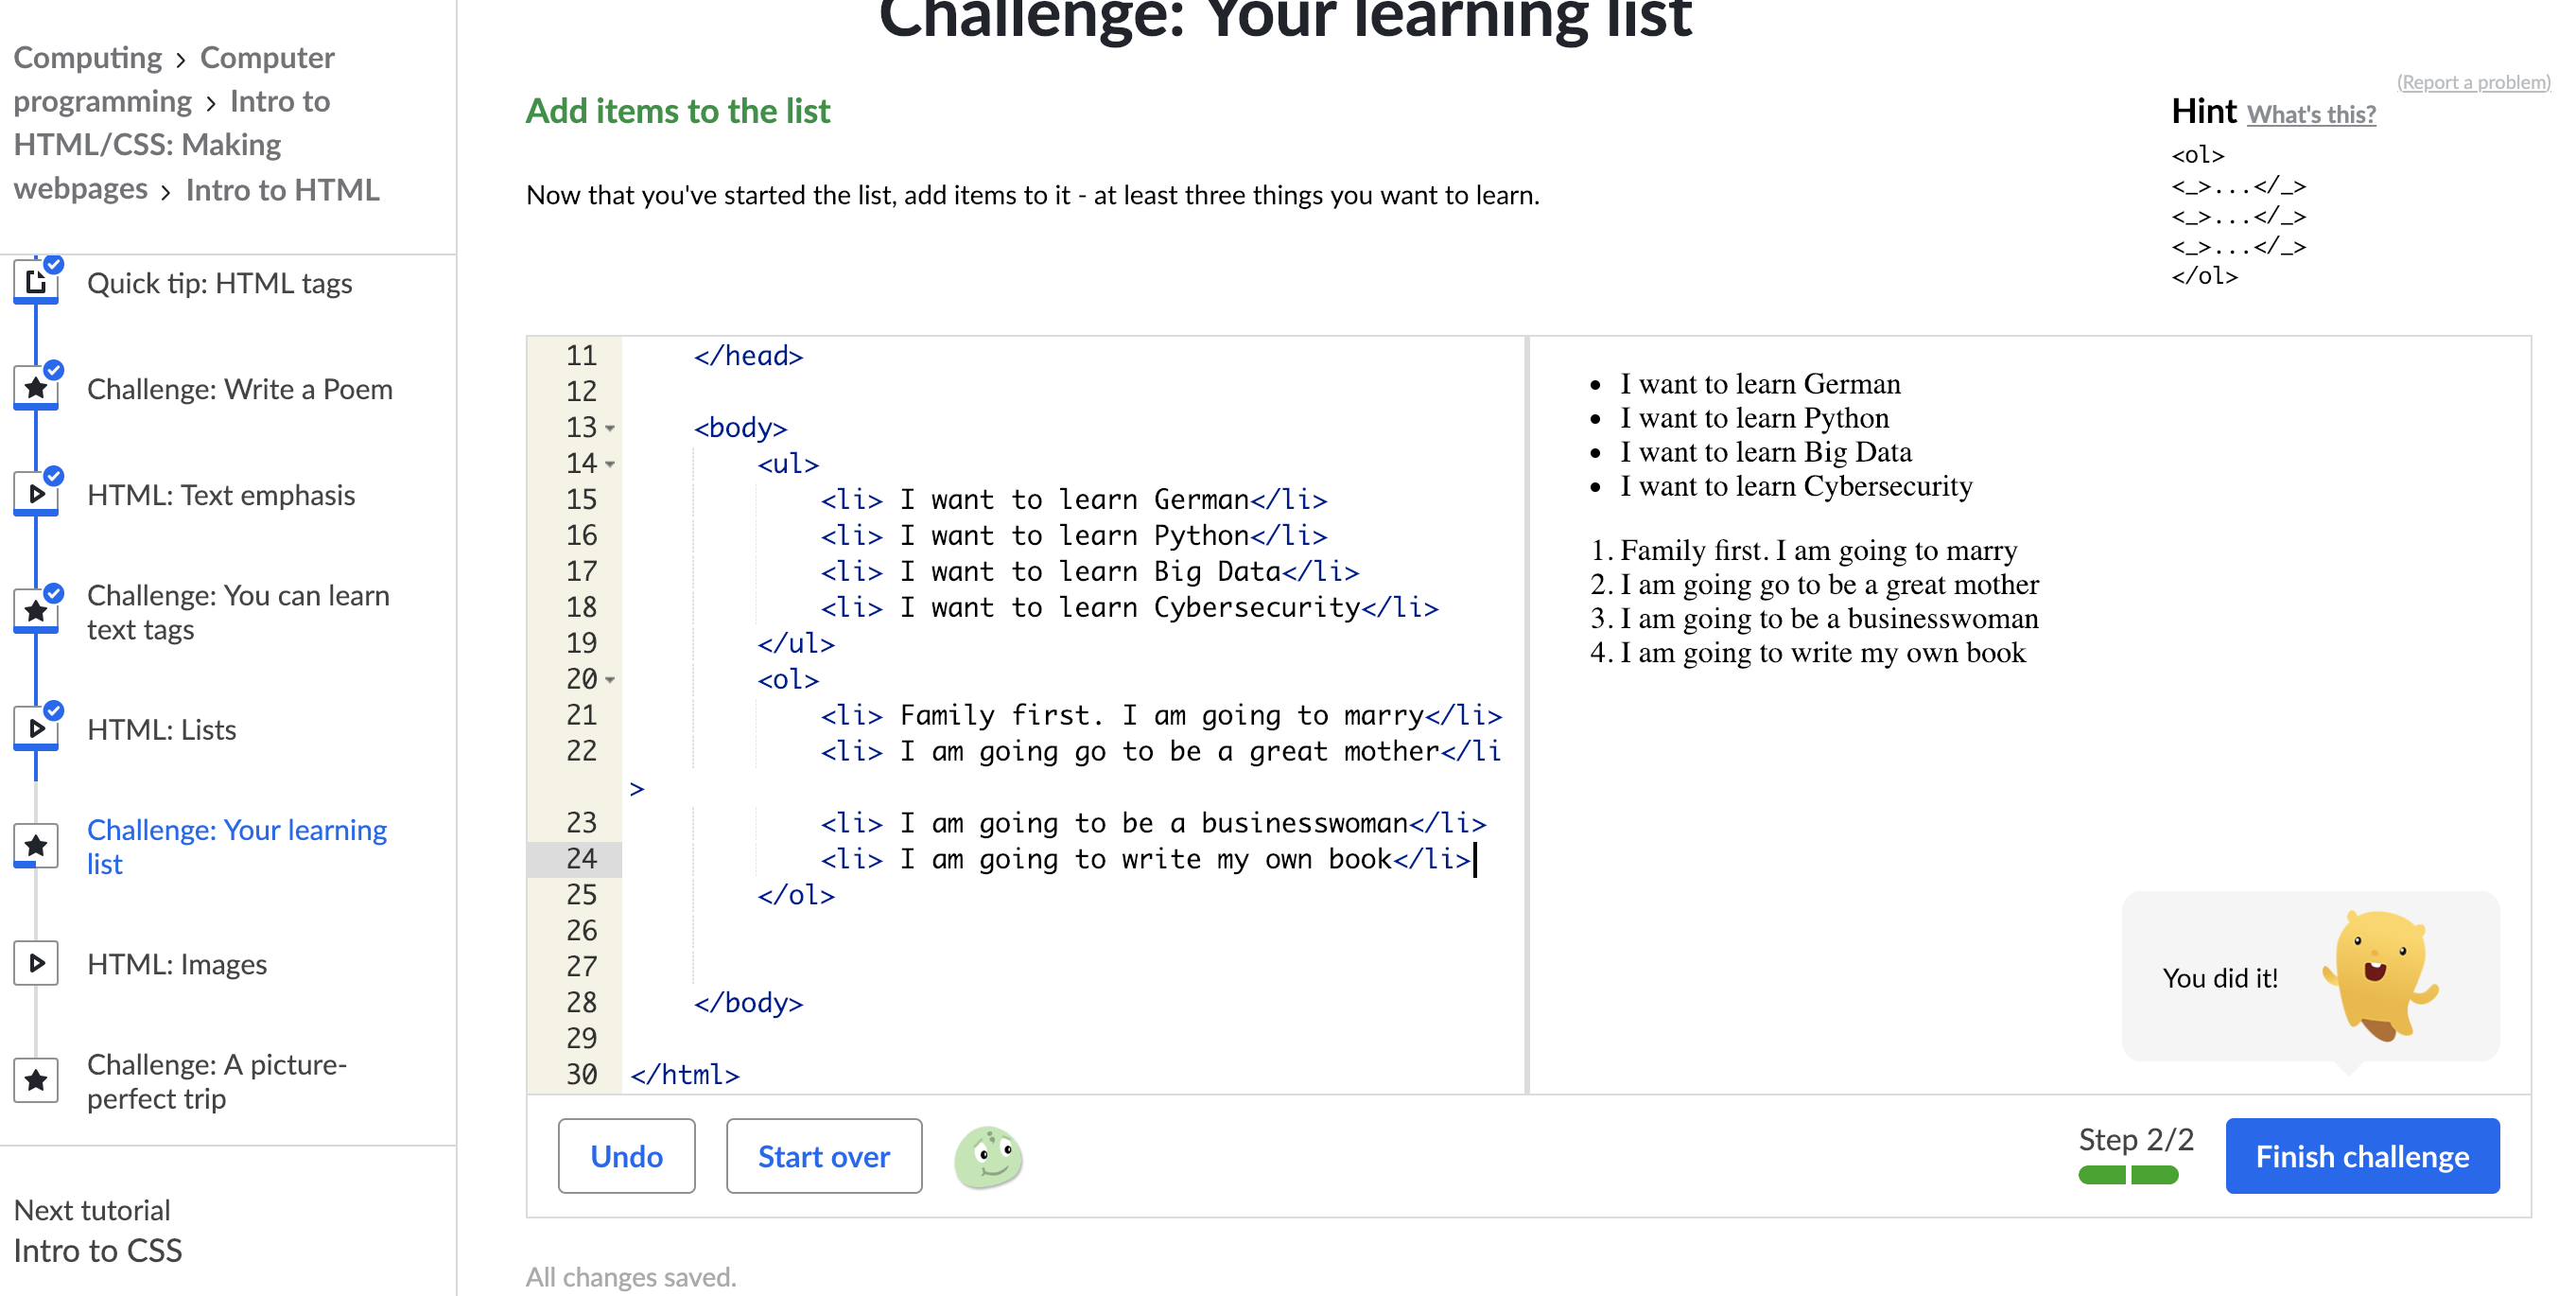 Challenge: Your learning list
Computing › Computer
programming › Intro to
HTML/CSS: Making
webpages › Intro to HTML
Quick tip: HTML tags
Challenge: Write a Poem
HTML: Text emphasis
Challenge: You can learn
text tags
HTML: Lists
Challenge: Your learning
list
HTML: Images
Challenge: A picture-
perfect trip
Next tutorial
Intro to CSS
(Report a problem)
Add items to the list
Now that you've started the list, add items to it - at least three things you want to learn.
Hint What's this?
<ol>
<_>...</_>
<_>...</_>
<_>...</_>
</ol>
11 </head>
12
13 <body>
14 <ul>
15 <li> I want to learn German</li>
16 <li> I want to learn Python</li>
17 <li> I want to learn Big Data</li>
18 <li> I want to learn Cybersecurity</li>
19 </ul>
20 <ol>
21 <li> Family first. I am going to marry</li>
22 <li> I am going go to be a great mother</li
>
23 <li> I am going to be a businesswoman</li>
24 <li> I am going to write my own book</li>
25 </ol>
26
27
28 </body>
29
30 </html>
• I want to learn German
• I want to learn Python
• I want to learn Big Data
• I want to learn Cybersecurity
1. Family first. I am going to marry
2. I am going go to be a great mother
3. I am going to be a businesswoman
4. I am going to write my own book
You did it!
Undo
Start over
Step 2/2
Finish challenge
All changes saved.